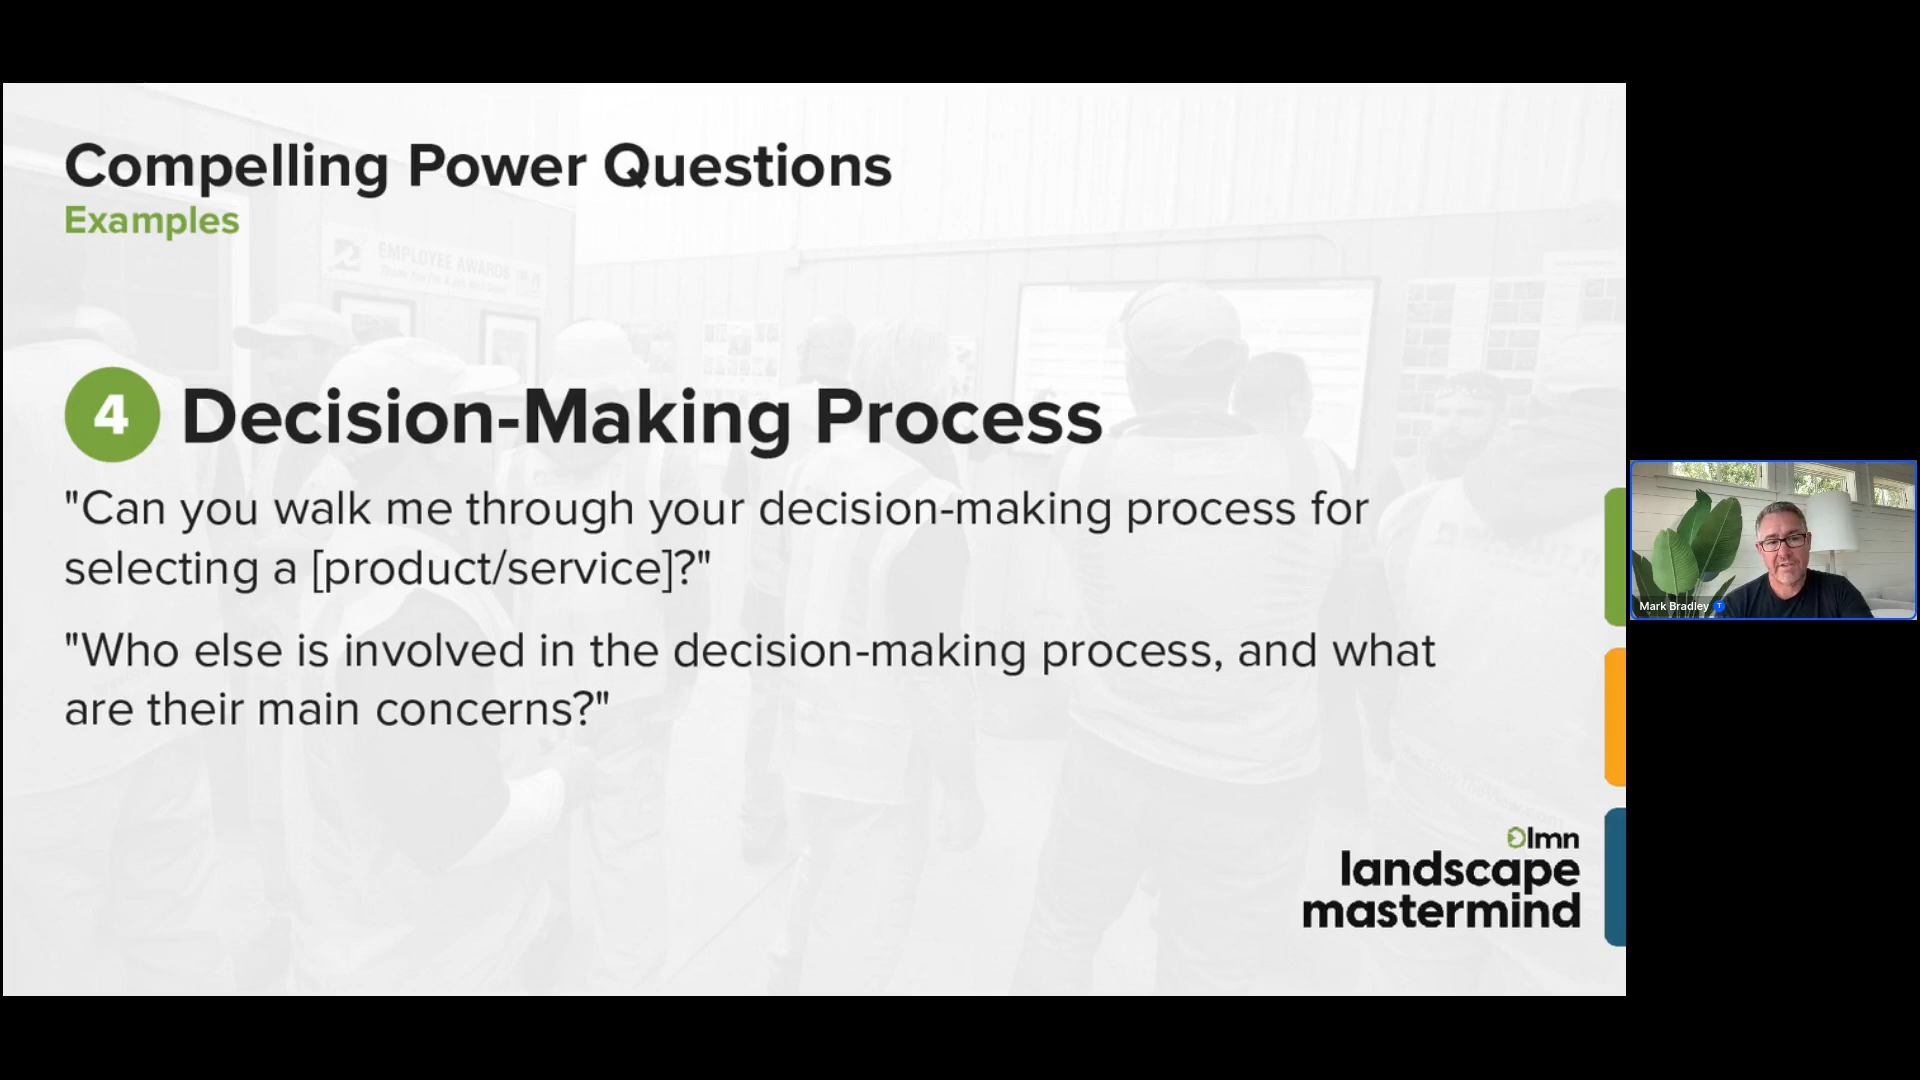 Compelling Power Questions
Examples
EMPLOYEE AWARDS
4 Decision-Making Process
"Can you walk me through your decision-making process for
selecting a [product/service]?"
"Who else is involved in the decision-making process, and what
are their main concerns?"
lmn
landscape
mastermind
Mark Bradley